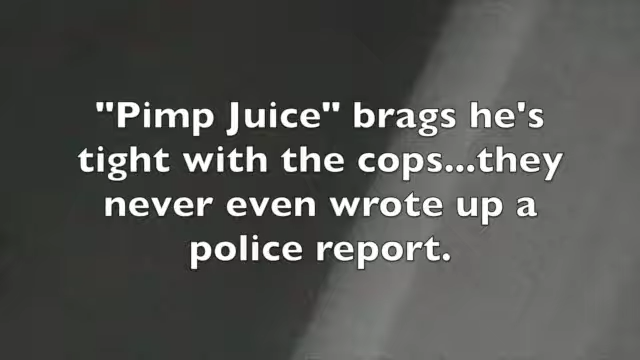 "Pimp Juice" brags he's
tight with the cops...they
never even wrote up a
police report.